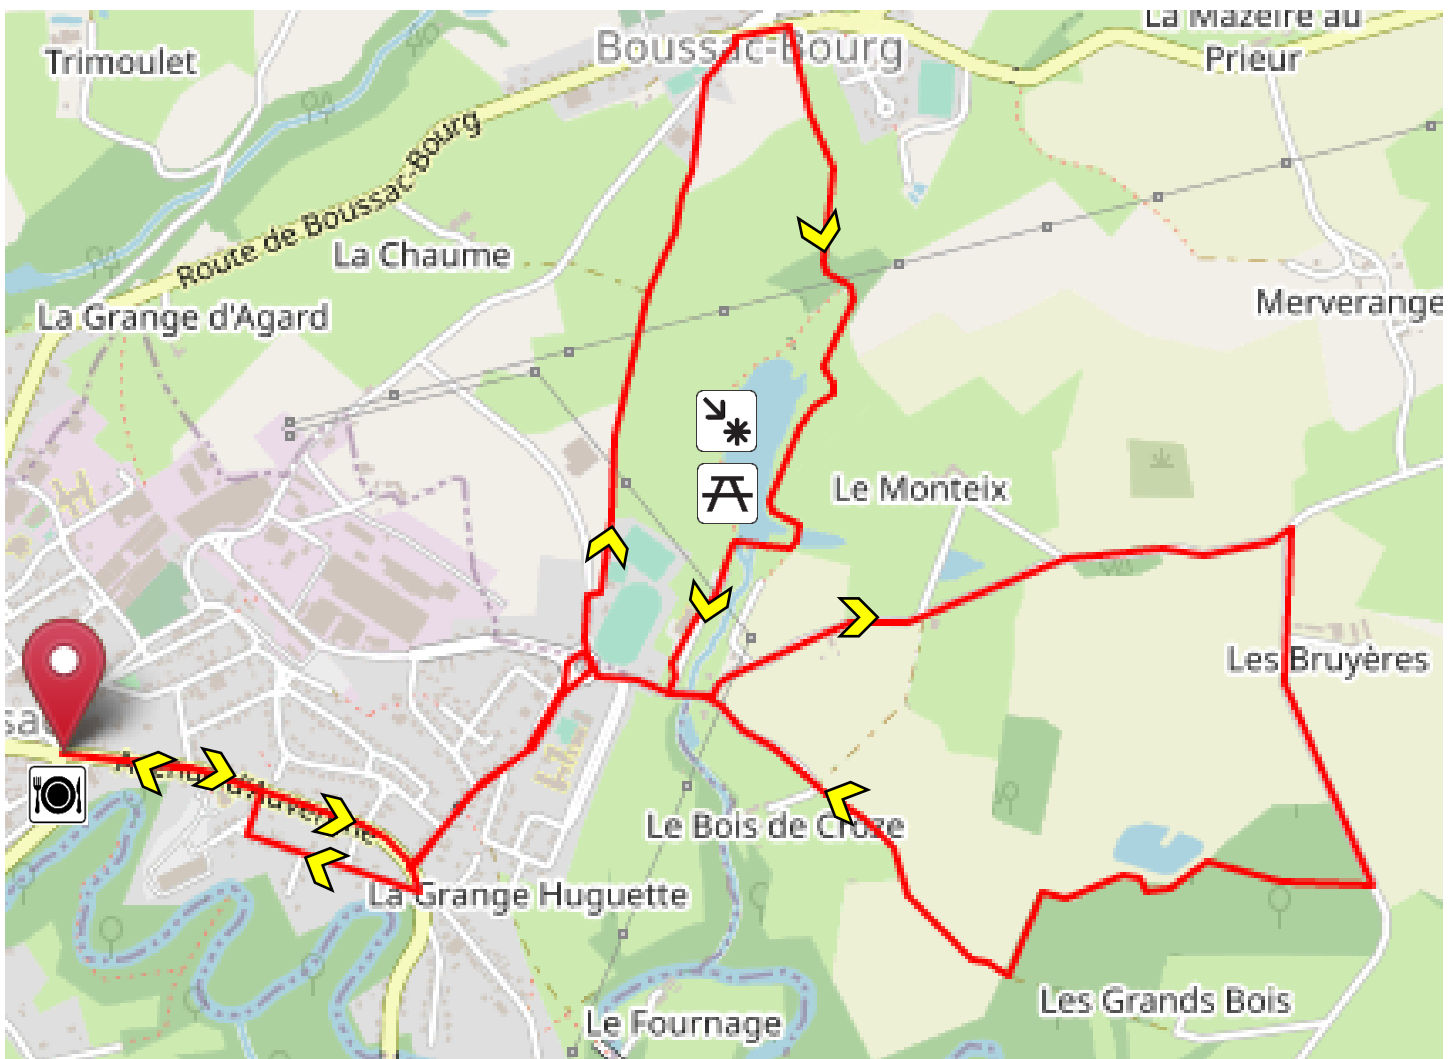 La Mazeire au
Prieur
Trimoulet
Boussac-Bourg
Route de Boussac-Bourg
La Chaume
La Grange d'Agard
Merverange
Le Monteix
Les Bruyères
Le Bois de Croze
La Grange Huguette
Les Grands Bois
Le Fournage